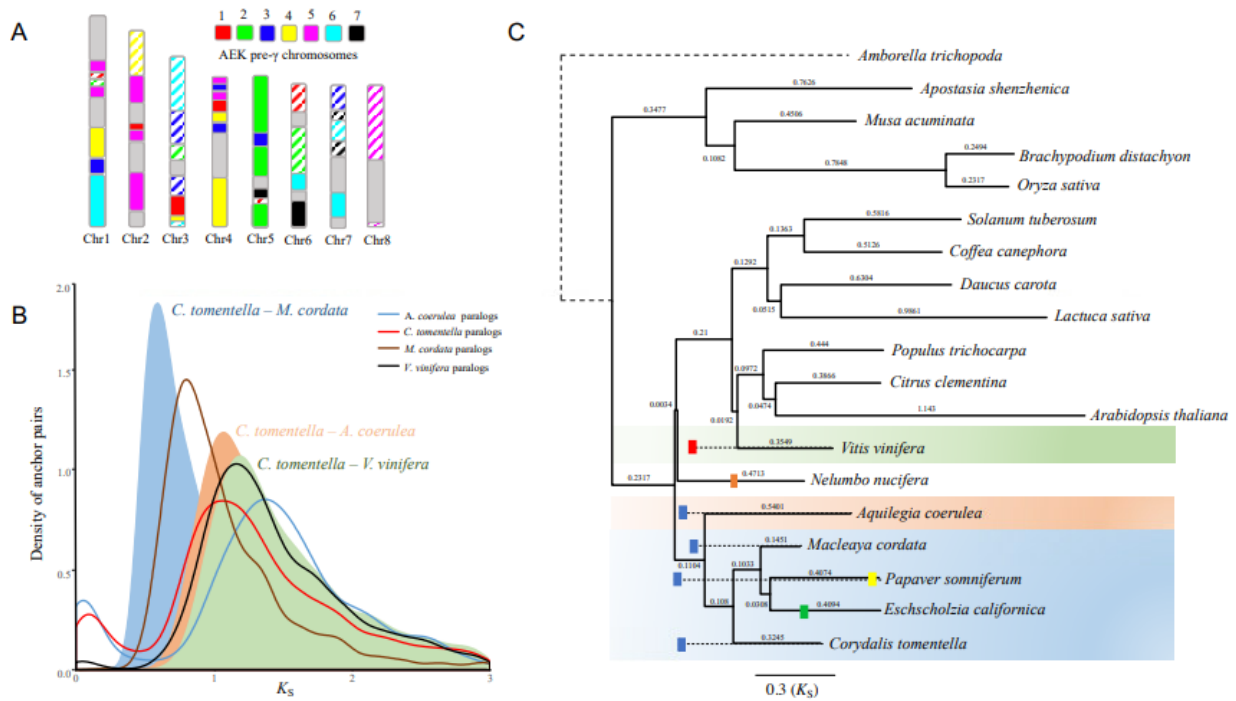 A
1 2 3 4 5 6 7
AEK pre-γ chromosomes
Chr1 Chr2 Chr3 Chr4 Chr5 Chr6 Chr7 Chr8
B
2.0
1.5
1.0
0.5
0.0
Density of anchor pairs
C. tomentella – M. cordata
C. tomentella – A. coerulea
C. tomentella – V. vinifera
A. coerulea paralogs
C. tomentella paralogs
M. cordata paralogs
V. vinifera paralogs
1 2 3
KS
C
Amborella trichopoda
0.7626
Apostasia shenzhenica
0.3477
0.4506
Musa acuminata
0.1082
0.2494
Brachypodium distachyon
0.7848
0.2317
Oryza sativa
0.5816
Solanum tuberosum
0.1363
0.5126
Coffea canephora
0.1292
0.6304
Daucus carota
0.0515
0.9861
Lactuca sativa
0.21
0.444
Populus trichocarpa
0.0972
0.3866
Citrus clementina
0.0474
1.143
Arabidopsis thaliana
0.0034
0.0192
0.3549
Vitis vinifera
0.4713
Nelumbo nucifera
0.2317
0.5401
Aquilegia coerulea
0.1451
Macleaya cordata
0.1104
0.1033
0.4074
Papaver somniferum
0.108
0.0308
0.4094
Eschscholzia californica
0.3245
Corydalis tomentella
0.3 (KS)